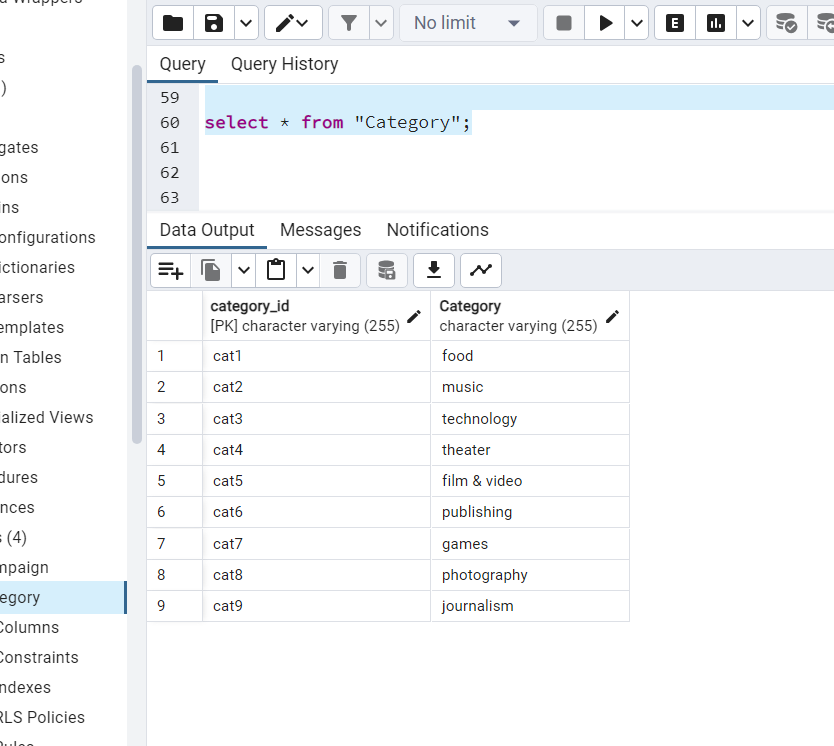 No limit
E
Query Query History
59
60 select * from "Category";
61
62
63
Data Output Messages Notifications
category_id Category
[PK] character varying (255) character varying (255)
1 cat1 food
2 cat2 music
3 cat3 technology
4 cat4 theater
5 cat5 film & video
6 cat6 publishing
7 cat7 games
8 cat8 photography
9 cat9 journalism
a Wrappers
s
)
gates
ons
ins
onfigurations
ictionaries
arsers
emplates
n Tables
ons
ialized Views
tors
dures
nces
s (4)
mpaign
egory
Columns
Constraints
ndexes
RLS Policies